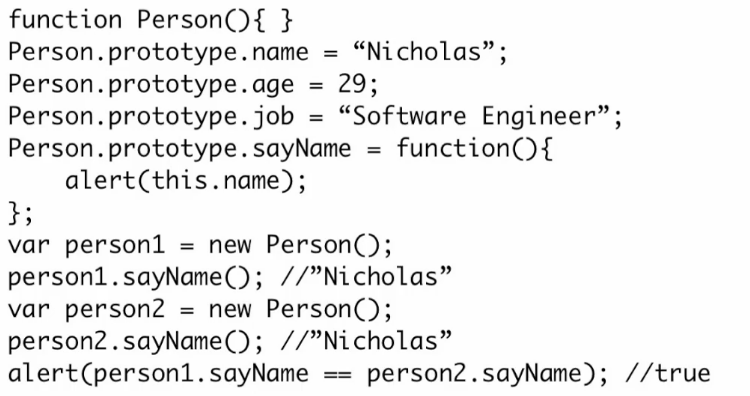 function Person(){ }
Person.prototype.name = “Nicholas”;
Person.prototype.age = 29;
Person.prototype.job = “Software Engineer”;
Person.prototype.sayName = function(){
    alert(this.name);
};
var person1 = new Person();
person1.sayName(); //”Nicholas”
var person2 = new Person();
person2.sayName(); //”Nicholas”
alert(person1.sayName == person2.sayName); //true